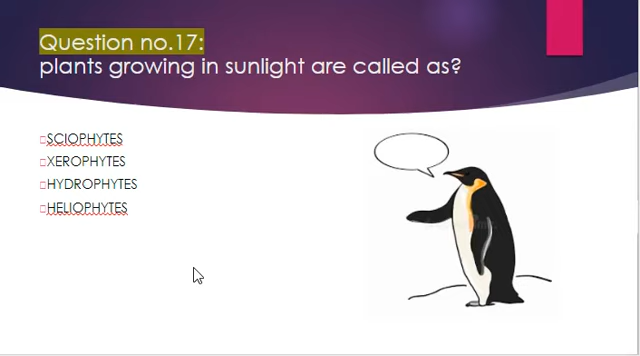 Question no.17:
plants growing in sunlight are called as?
SCIOPHYTES
XEROPHYTES
HYDROPHYTES
HELIOPHYTES